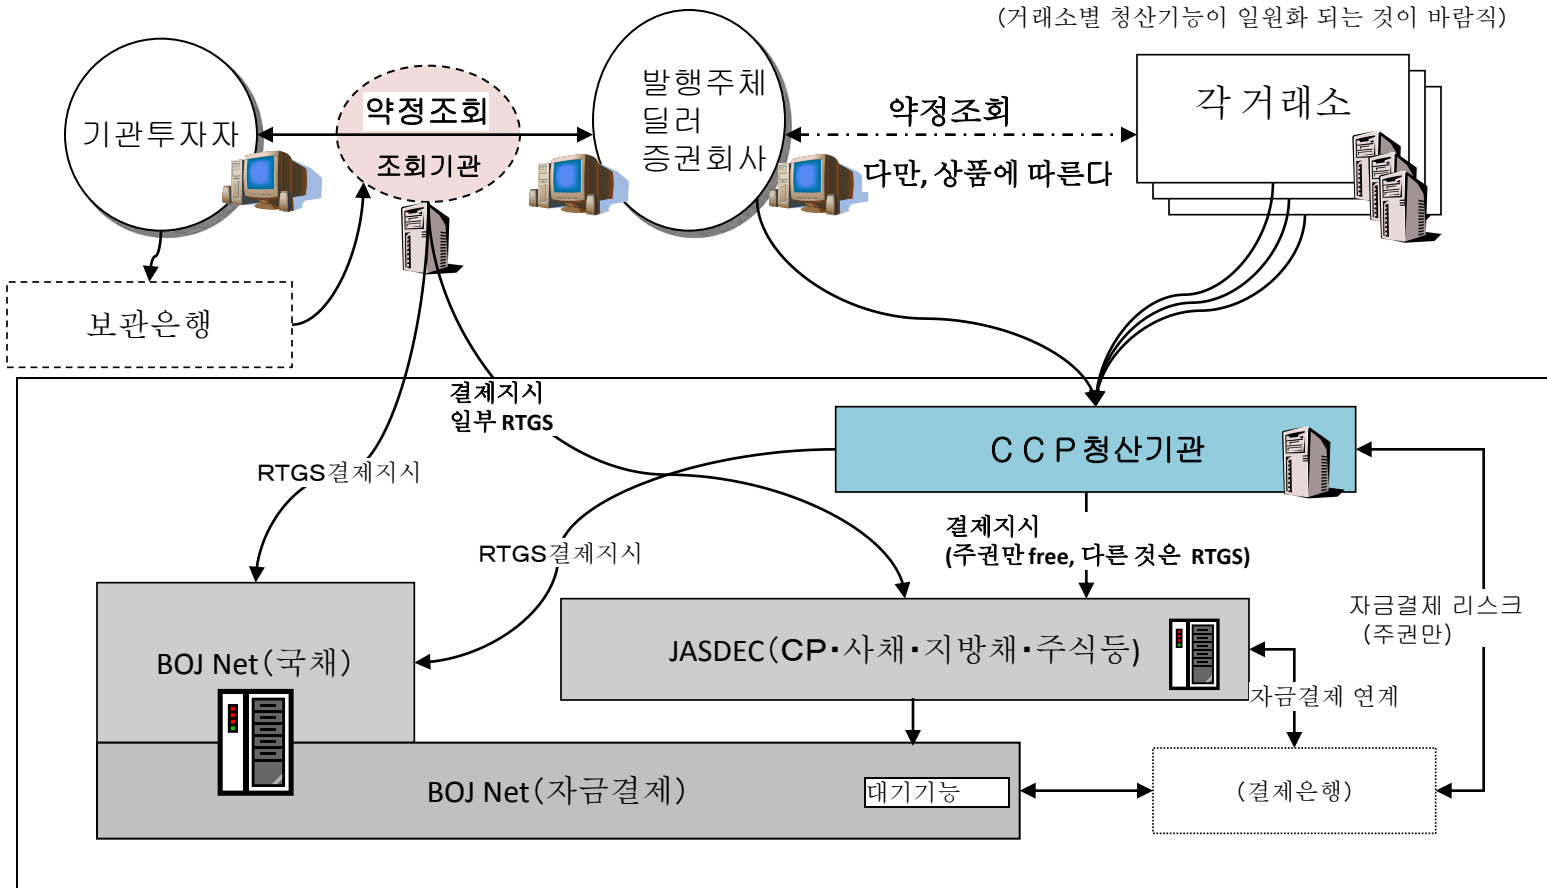 (거래소별 청산기능이 일원화 되는 것이 바람직)
기관투자자
약정조회
조회기관
발행주체
딜러
증권회사
약정조회
다만, 상품에 따른다
각 거래소
보관은행
결제지시
일부 RTGS
CCP청산기관
RTGS결제지시
결제지시
(주권만 free, 다른 것은 RTGS)
RTGS결제지시
자금결제 리스크
(주권만)
BOJ Net(국채)
JASDEC(CP・사채・지방채・주식등)
자금결제 연계
BOJ Net(자금결제)
대기기능
(결제은행)